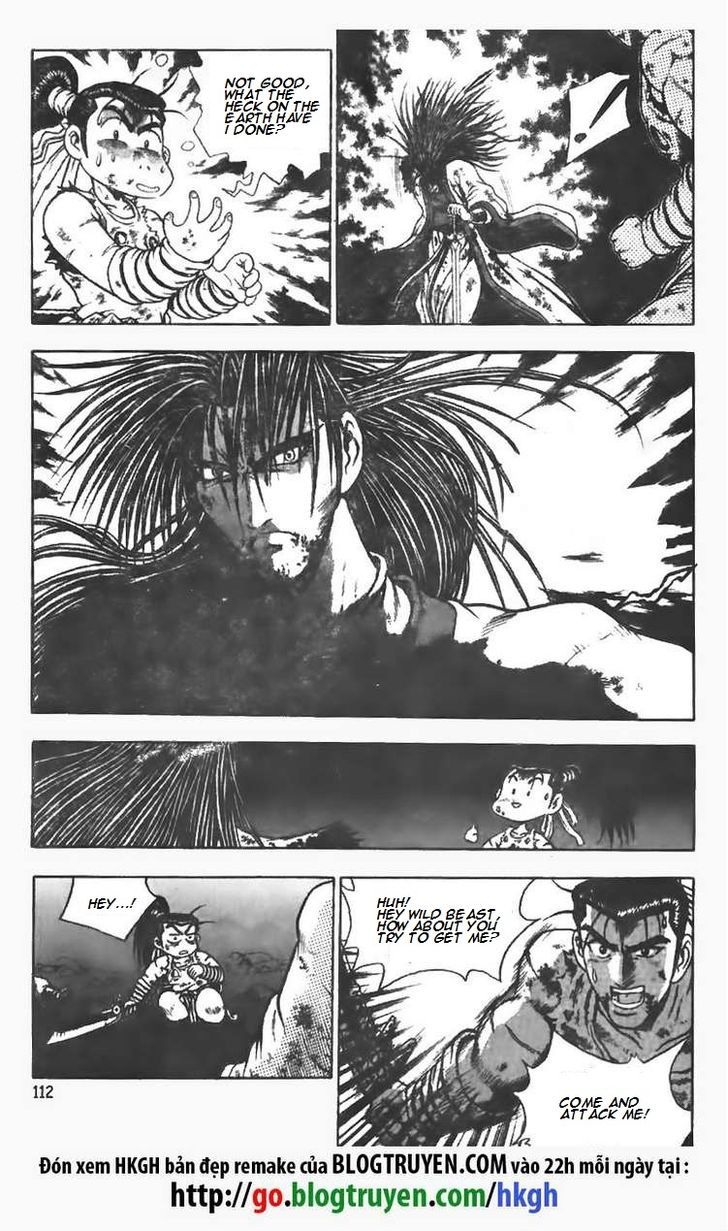 NOT GOOD,
WHAT THE
HECK ON THE
EARTH HAVE
I DONE?
!
HEY...!
HUH!
HEY WILD BEAST,
HOW ABOUT YOU
TRY TO GET ME?
COME AND
ATTACK ME!
112
Đón xem HKGH bản đẹp remake của BLOGTRUYEN.COM vào 22h mỗi ngày tại :
http://go.blogtruyen.com/hkgh